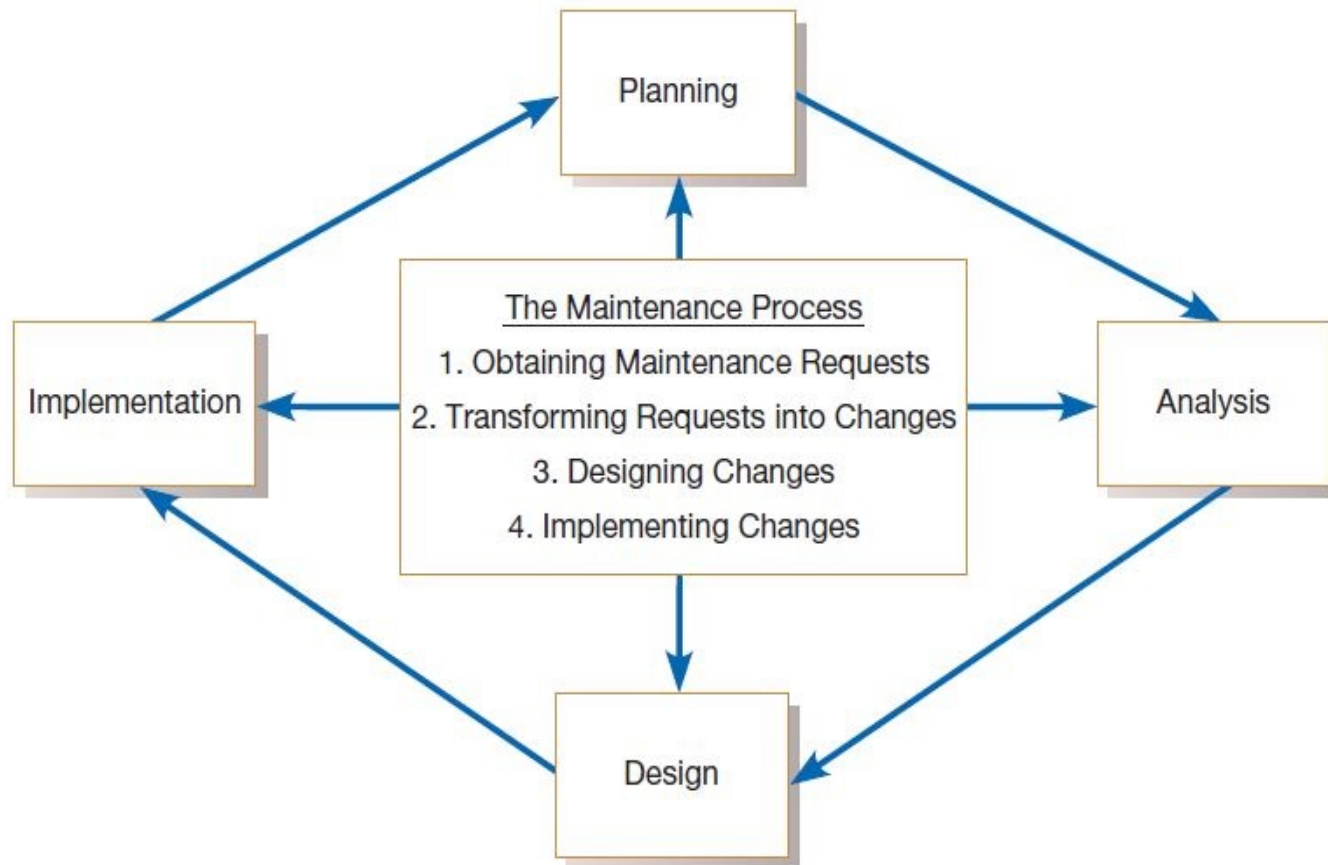 Planning
The Maintenance Process
1. Obtaining Maintenance Requests
2. Transforming Requests into Changes
3. Designing Changes
4. Implementing Changes
Implementation
Analysis
Design